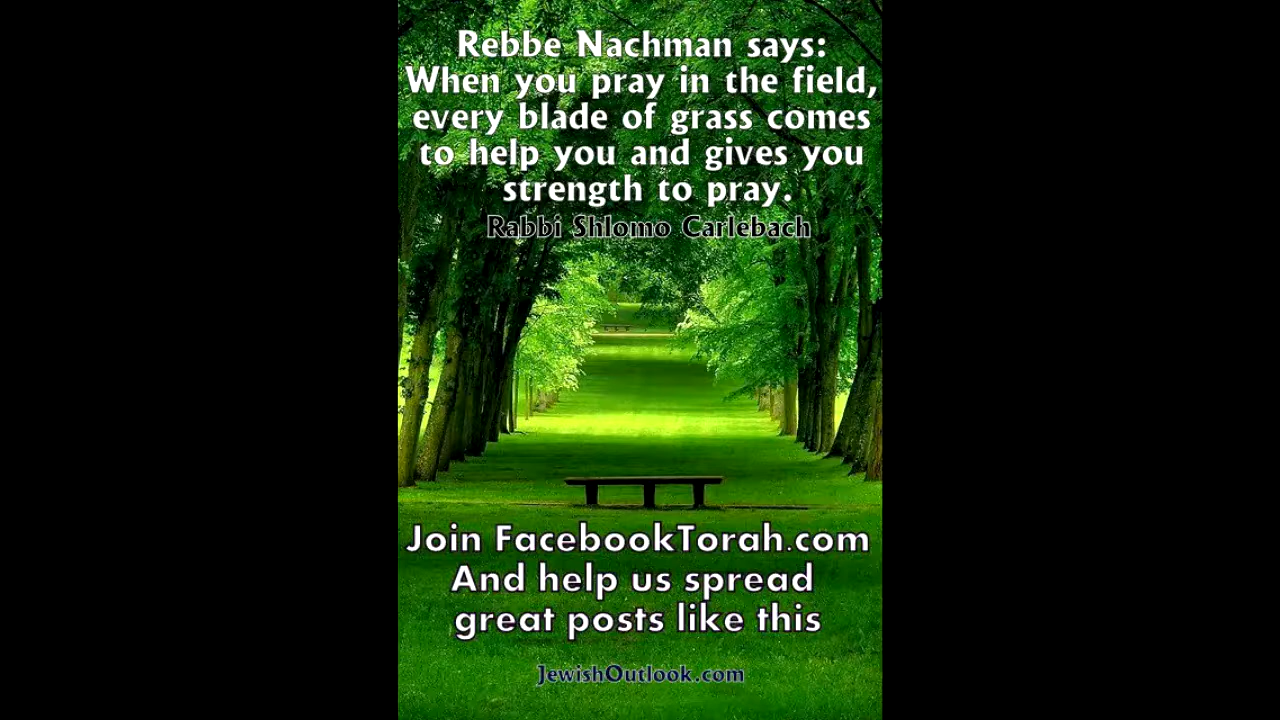 Rebbe Nachman says:
When you pray in the field,
every blade of grass comes
to help you and gives you
strength to pray.
Rabbi Shlomo Carlebach
Join FacebookTorah.com
And help us spread
great posts like this
JewishOutlook.com